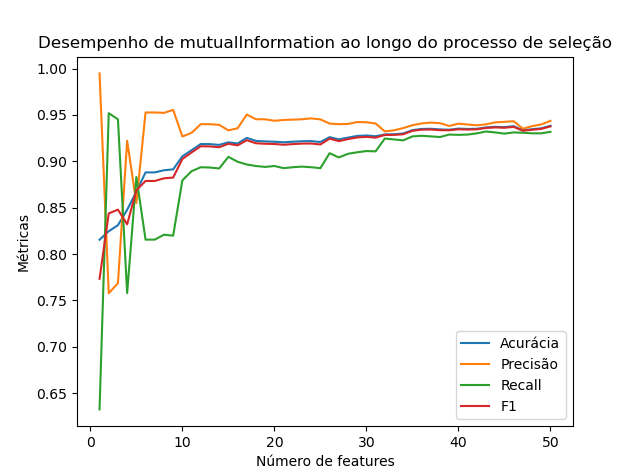 Desempenho de mutualInformation ao longo do processo de seleção
1.00
0.95
0.90
0.85
0.80
0.75
0.70
0.65
Métricas
0 10 20 30 40 50
Número de features
Acurácia
Precisão
Recall
F1